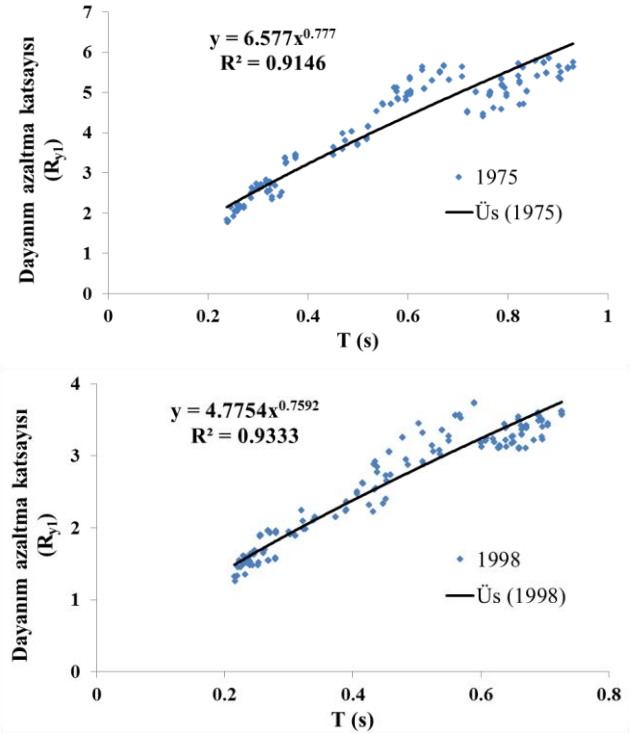 y = 6.577x^0.777
R² = 0.9146
Dayanım azaltma katsayısı
(R_y1)
7
6
5
4
3
2
1
0
1975
Üs (1975)
0
0.2
0.4
0.6
0.8
1
T (s)
y = 4.7754x^0.7592
R² = 0.9333
Dayanım azaltma katsayısı
(R_y1)
4
3
2
1
0
1998
Üs (1998)
0
0.2
0.4
0.6
0.8
T (s)